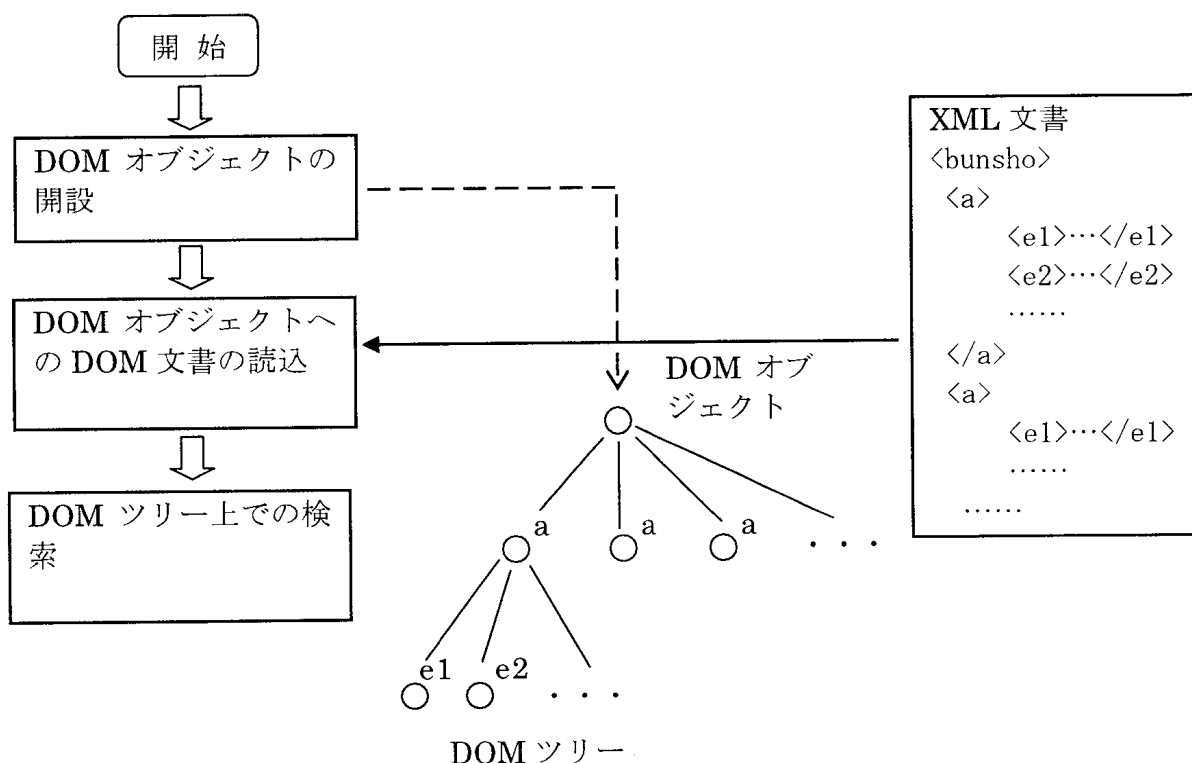 開 始
DOM オブジェクトの
開設
DOM オブジェクトへ
の DOM 文書の読込
DOM ツリー上での検
索
XML 文書
<bunsho>
<a>
<e1>…</e1>
<e2>…</e2>
……
</a>
<a>
<e1>…</e1>
……
……
DOM オブ
ジェクト
a
a
a
・・・
e1
e2
・・・
DOM ツリー